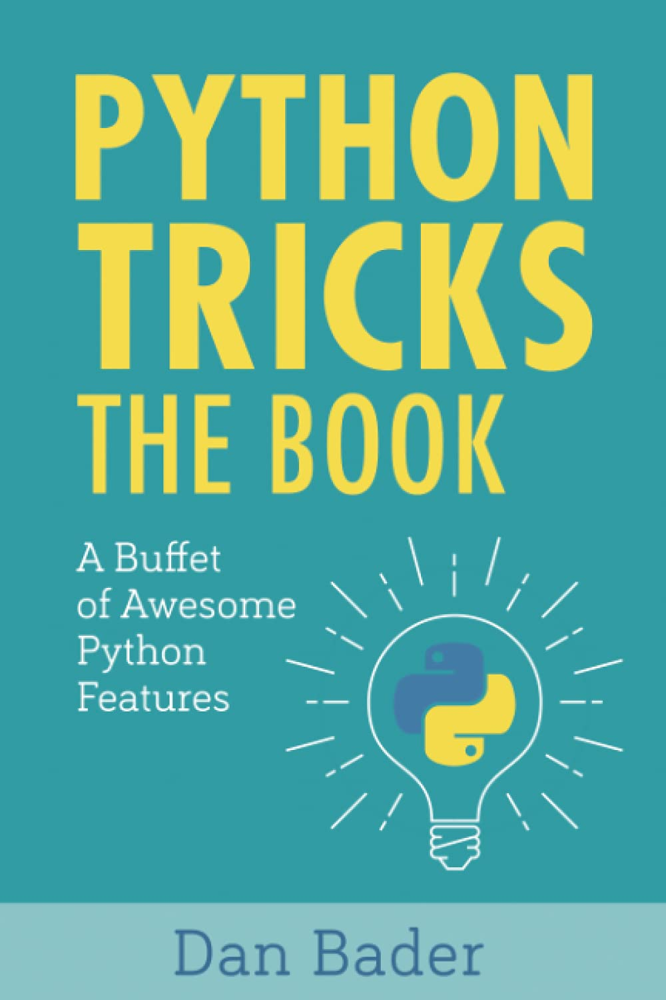 PYTHON
TRICKS
THE BOOK
A Buffet
of Awesome
Python
Features
Dan Bader